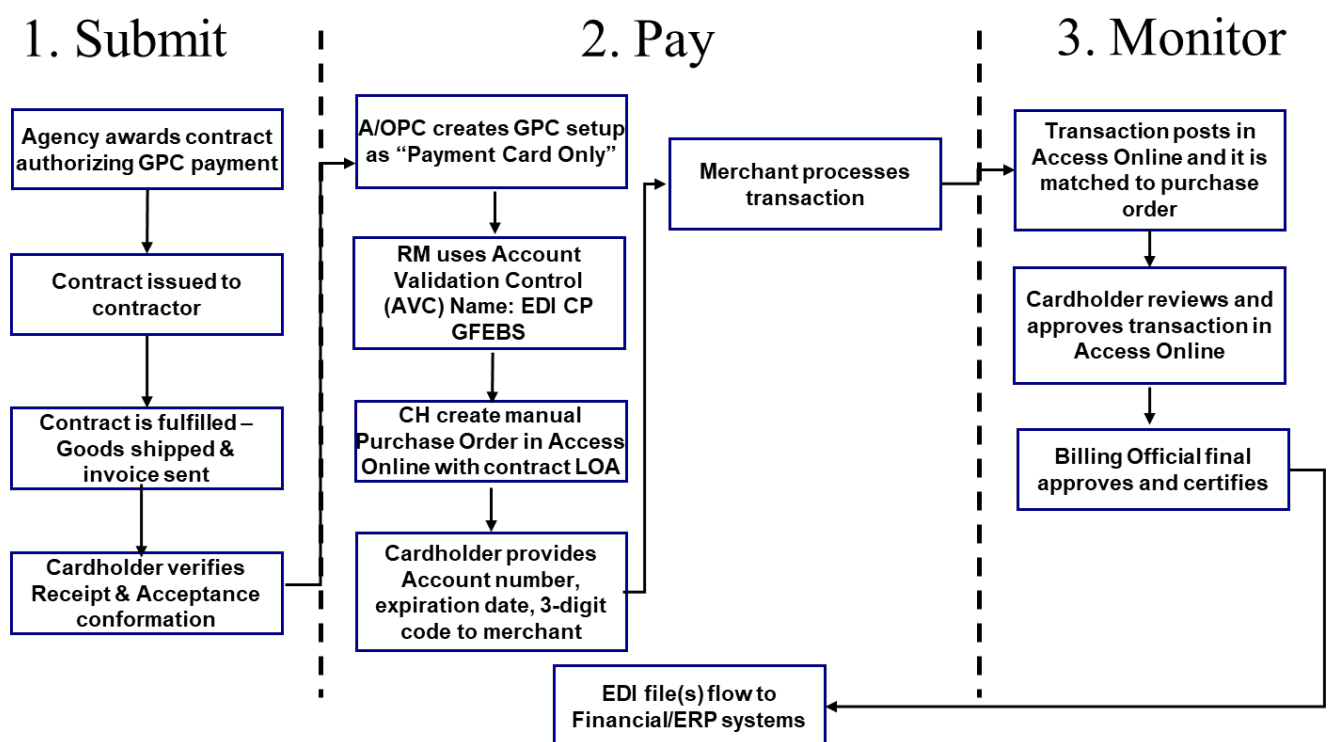 1. Submit
2. Pay
3. Monitor
Agency awards contract
authorizing GPC payment
Contract issued to
contractor
Contract is fulfilled –
Goods shipped &
invoice sent
Cardholder verifies
Receipt & Acceptance
conformation
A/OPC creates GPC setup
as “Payment Card Only”
RM uses Account
Validation Control
(AVC) Name: EDI CP
GFEBS
CH create manual
Purchase Order in Access
Online with contract LOA
Cardholder provides
Account number,
expiration date, 3-digit
code to merchant
Merchant processes
transaction
Transaction posts in
Access Online and it is
matched to purchase
order
Cardholder reviews and
approves transaction in
Access Online
Billing Official final
approves and certifies
EDI file(s) flow to
Financial/ERP systems